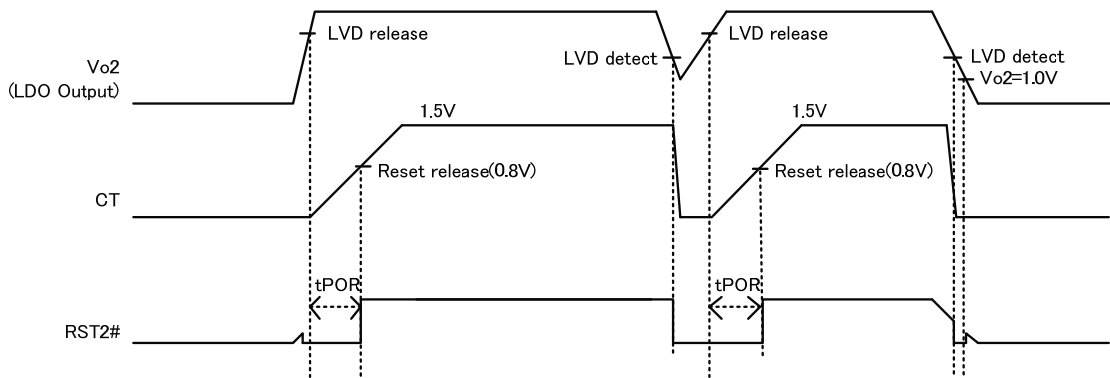 LVD release
LVD release
Vo2
(LDO Output)
LVD detect
LVD detect
Vo2=1.0V
1.5V
1.5V
Reset release(0.8V)
Reset release(0.8V)
CT
tPOR
tPOR
RST2#